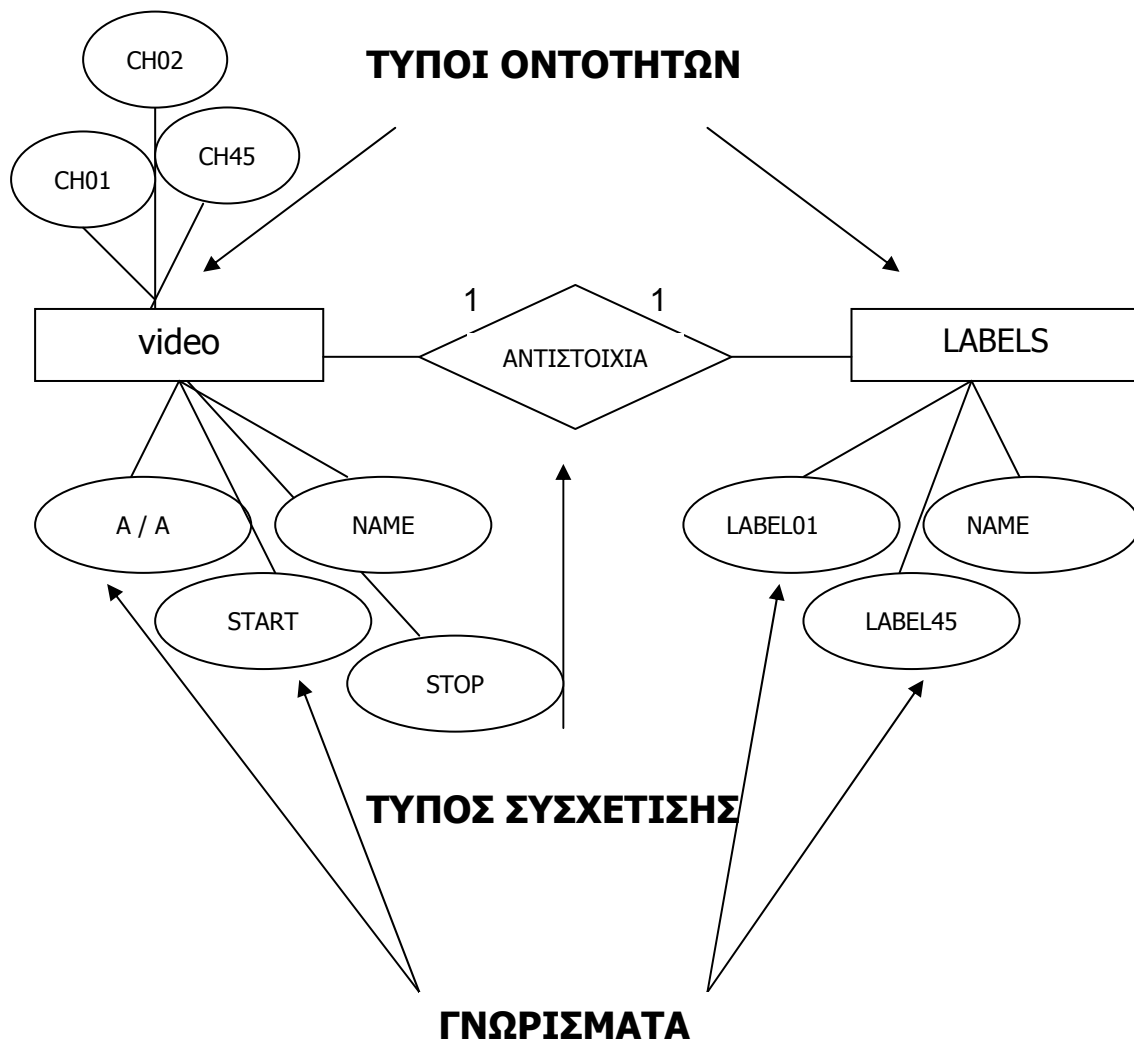 CH02
ΤΥΠΟΙ ΟΝΤΟΤΗΤΩΝ
CH45
CH01
1
1
video
ΑΝΤΙΣΤΟΙΧΙΑ
LABELS
A / A
NAME
LABEL01
NAME
START
LABEL45
STOP
ΤΥΠΟΣ ΣΥΣΧΕΤΙΣΗΣ
ΓΝΩΡΙΣΜΑΤΑ